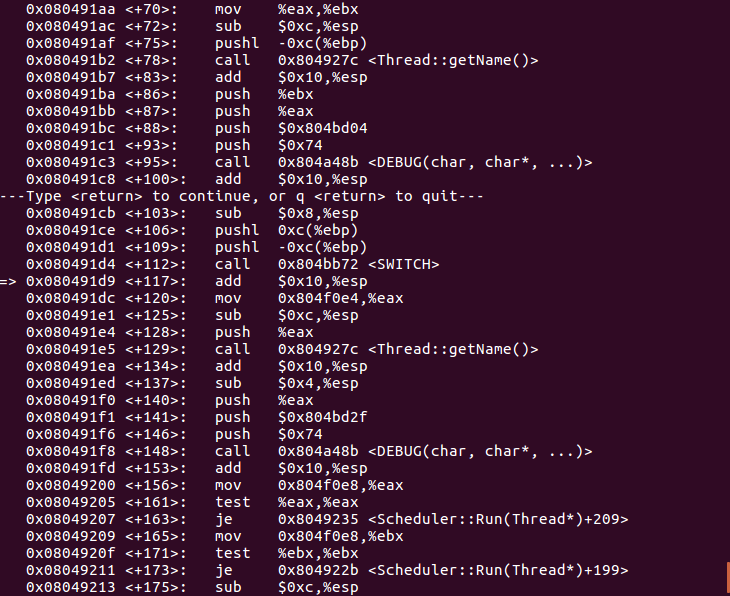 0x080491aa <+70>: mov %eax,%ebx
0x080491ac <+72>: sub $0xc,%esp
0x080491af <+75>: pushl -0xc(%ebp)
0x080491b2 <+78>: call 0x804927c <Thread::getName()>
0x080491b7 <+83>: add $0x10,%esp
0x080491ba <+86>: push %ebx
0x080491bb <+87>: push %eax
0x080491bc <+88>: push $0x804bd04
0x080491c1 <+93>: push $0x74
0x080491c3 <+95>: call 0x804a48b <DEBUG(char, char*, ...)>
0x080491c8 <+100>: add $0x10,%esp
---Type <return> to continue, or q <return> to quit---
0x080491cb <+103>: sub $0x8,%esp
0x080491ce <+106>: pushl 0xc(%ebp)
0x080491d1 <+109>: pushl -0xc(%ebp)
0x080491d4 <+112>: call 0x804bb72 <SWITCH>
=> 0x080491d9 <+117>: add $0x10,%esp
0x080491dc <+120>: mov 0x804f0e4,%eax
0x080491e1 <+125>: sub $0xc,%esp
0x080491e4 <+128>: push %eax
0x080491e5 <+129>: call 0x804927c <Thread::getName()>
0x080491ea <+134>: add $0x10,%esp
0x080491ed <+137>: sub $0x4,%esp
0x080491f0 <+140>: push %eax
0x080491f1 <+141>: push $0x804bd2f
0x080491f6 <+146>: push $0x74
0x080491f8 <+148>: call 0x804a48b <DEBUG(char, char*, ...)>
0x080491fd <+153>: add $0x10,%esp
0x08049200 <+156>: mov 0x804f0e8,%eax
0x08049205 <+161>: test %eax,%eax
0x08049207 <+163>: je 0x8049235 <Scheduler::Run(Thread*)+209>
0x08049209 <+165>: mov 0x804f0e8,%ebx
0x0804920f <+171>: test %ebx,%ebx
0x08049211 <+173>: je 0x804922b <Scheduler::Run(Thread*)+199>
0x08049213 <+175>: sub $0xc,%esp